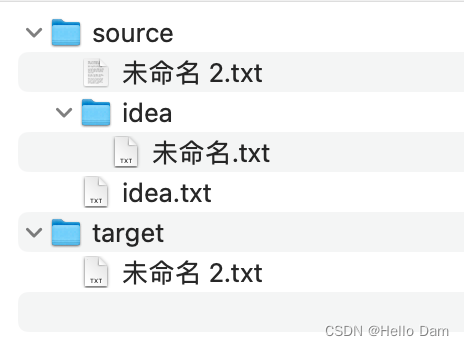 source
未命名 2.txt
idea
TXT
未命名.txt
TXT
idea.txt
target
TXT
未命名 2.txt
CSDN @Hello Dam